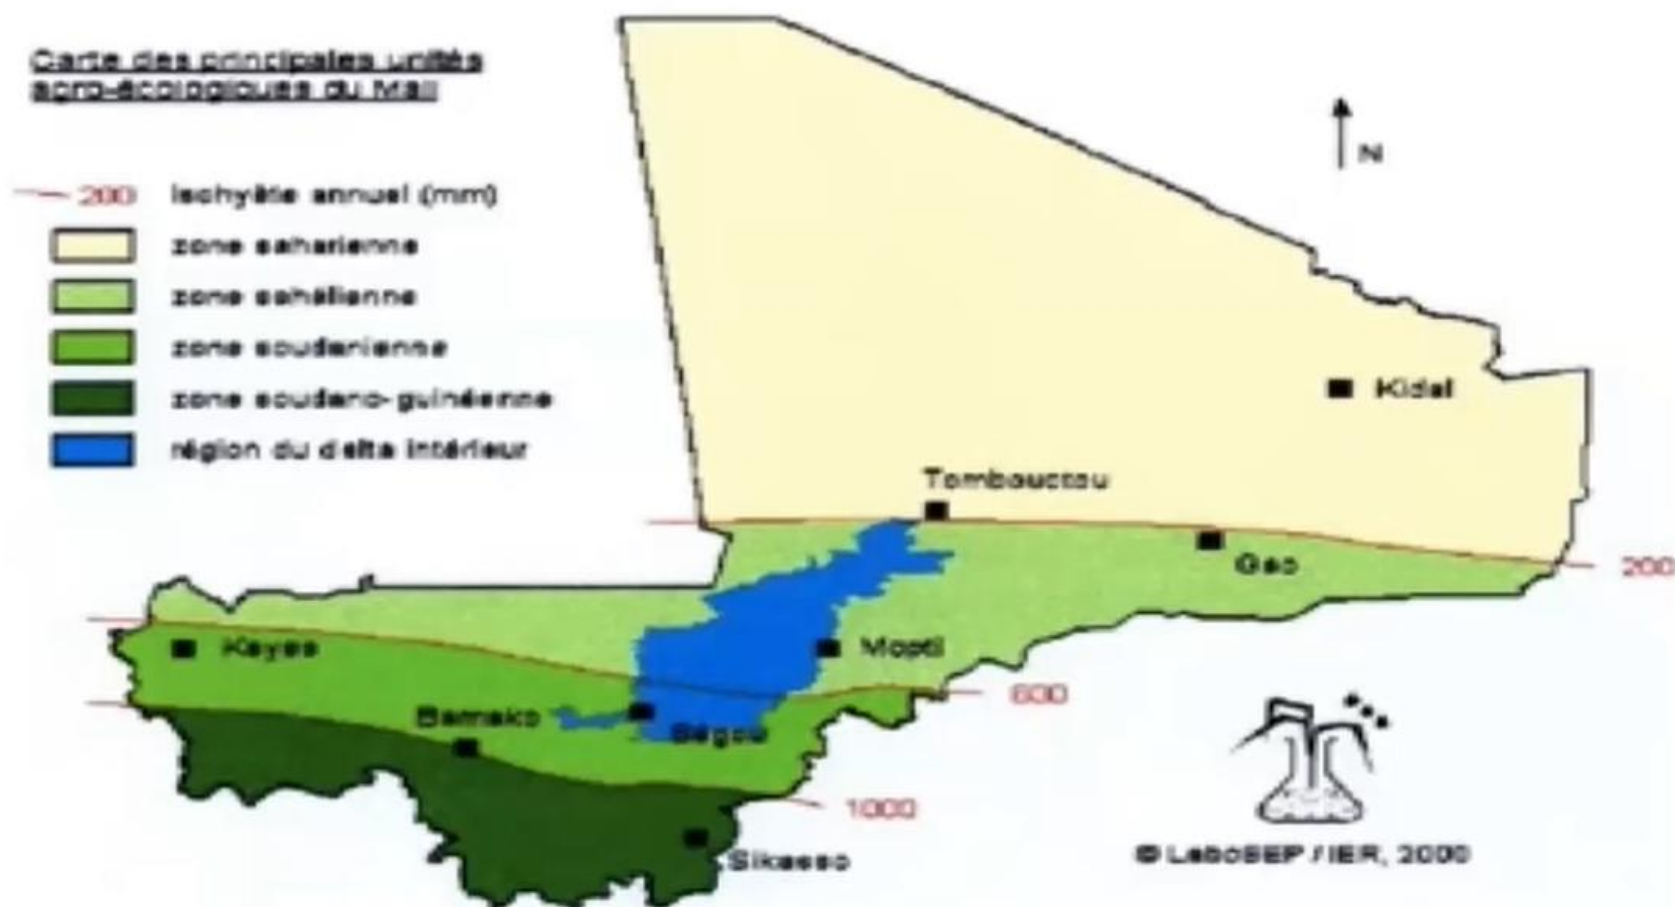 Carte des principales unités
agro-écologiques du Mali
N
200 Isohyète annuel (mm)
zone saharienne
zone sahélienne
zone soudanienne
zone soudano-guinéenne
région du delta intérieur
Kidal
Tombouctou
Gao
200
Kayes
Mopti
600
Bamako
Ségou
1000
Sikasso
© LaboSEP / IER, 2000